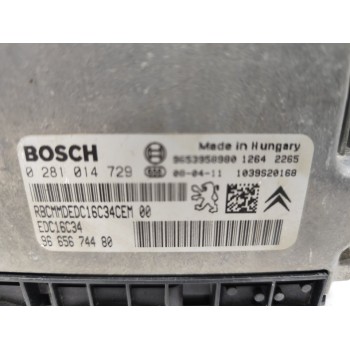 BOSCH
Made in Hungary
9653958980 1264 2265
0 281 014 729
08-04-11 1039S20168
RBCMMDEDC16C34CEM 00
EDC16C34
96 656 744 80